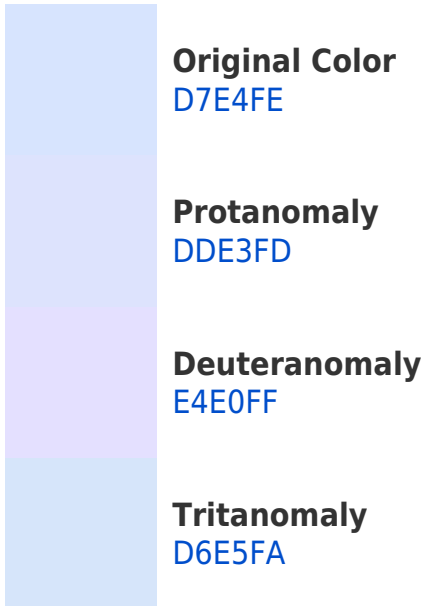 Original Color
D7E4FE
Protanomaly
DDE3FD
Deuteranomaly
E4E0FF
Tritanomaly
D6E5FA